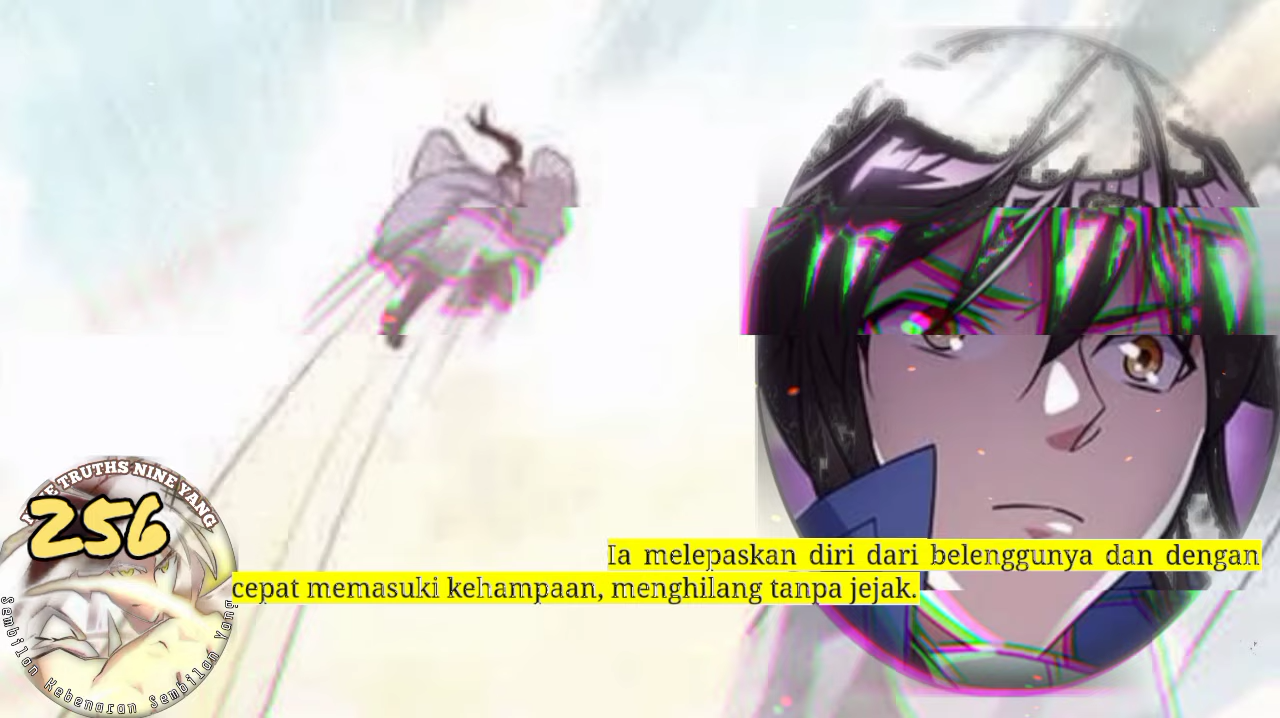 NINE TRUTHS NINE YANG
256
Ia melepaskan diri dari belenggunya dan dengan
cepat memasuki kehampaan, menghilang tanpa jejak.
Sembilan Kebenaran Sembilan Yang